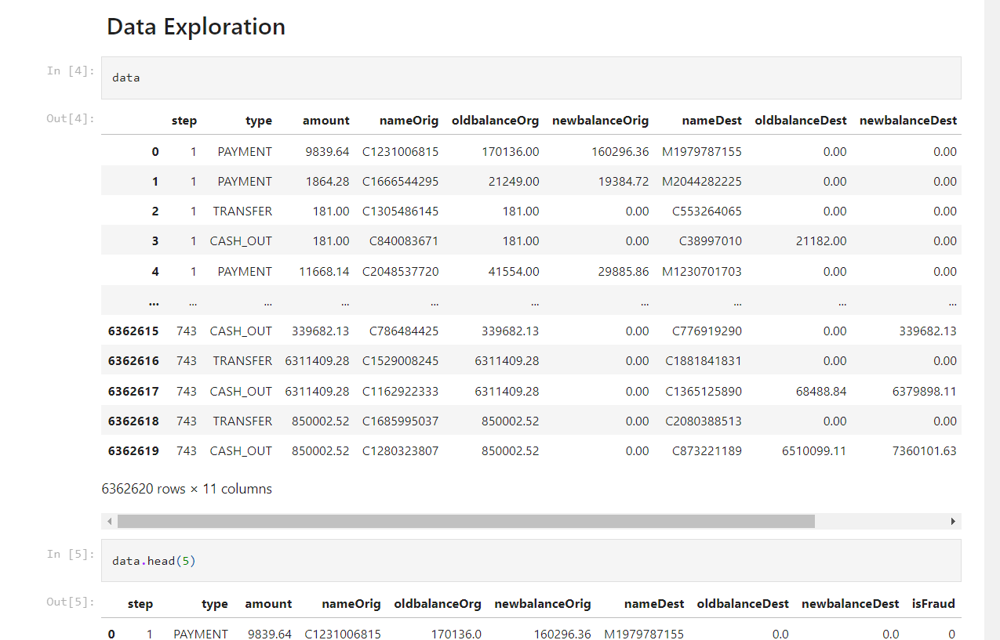 Data Exploration
In [4]:
data
Out[4]:
step type amount nameOrig oldbalanceOrg newbalanceOrig nameDest oldbalanceDest newbalanceDest
0 1 PAYMENT 9839.64 C1231006815 170136.00 160296.36 M1979787155 0.00 0.00
1 1 PAYMENT 1864.28 C1666544295 21249.00 19384.72 M2044282225 0.00 0.00
2 1 TRANSFER 181.00 C1305486145 181.00 0.00 C553264065 0.00 0.00
3 1 CASH_OUT 181.00 C840083671 181.00 0.00 C38997010 21182.00 0.00
4 1 PAYMENT 11668.14 C2048537720 41554.00 29885.86 M1230701703 0.00 0.00
... ... ... ... ... ... ... ... ... ...
6362615 743 CASH_OUT 339682.13 C786484425 339682.13 0.00 C776919290 0.00 339682.13
6362616 743 TRANSFER 6311409.28 C1529008245 6311409.28 0.00 C1881841831 0.00 0.00
6362617 743 CASH_OUT 6311409.28 C1162922333 6311409.28 0.00 C1365125890 68488.84 6379898.11
6362618 743 TRANSFER 850002.52 C1685995037 850002.52 0.00 C2080388513 0.00 0.00
6362619 743 CASH_OUT 850002.52 C1280323807 850002.52 0.00 C873221189 6510099.11 7360101.63
6362620 rows × 11 columns
In [5]:
data.head(5)
Out[5]:
step type amount nameOrig oldbalanceOrg newbalanceOrig nameDest oldbalanceDest newbalanceDest isFraud
0 1 PAYMENT 9839.64 C1231006815 170136.0 160296.36 M1979787155 0.0 0.0 0